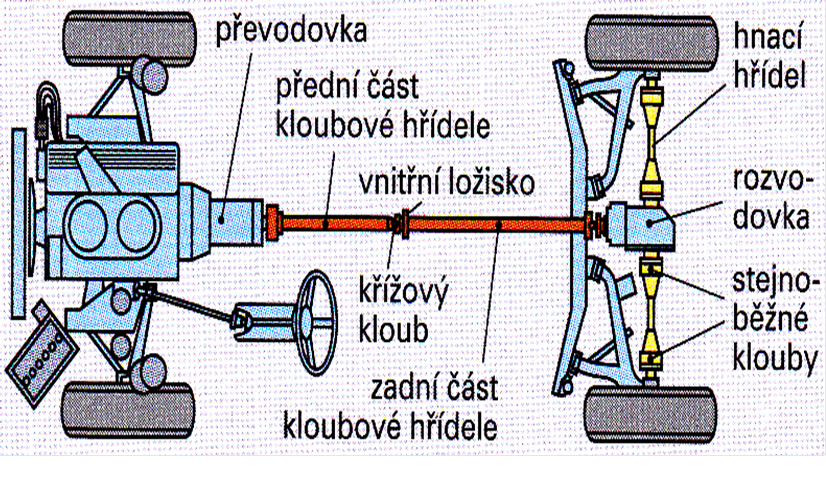 převodovka
přední část
kloubové hřídele
vnitřní ložisko
křížový
kloub
zadní část
kloubové hřídele
hnací
hřídel
rozvo-
dovka
stejno-
běžné
klouby